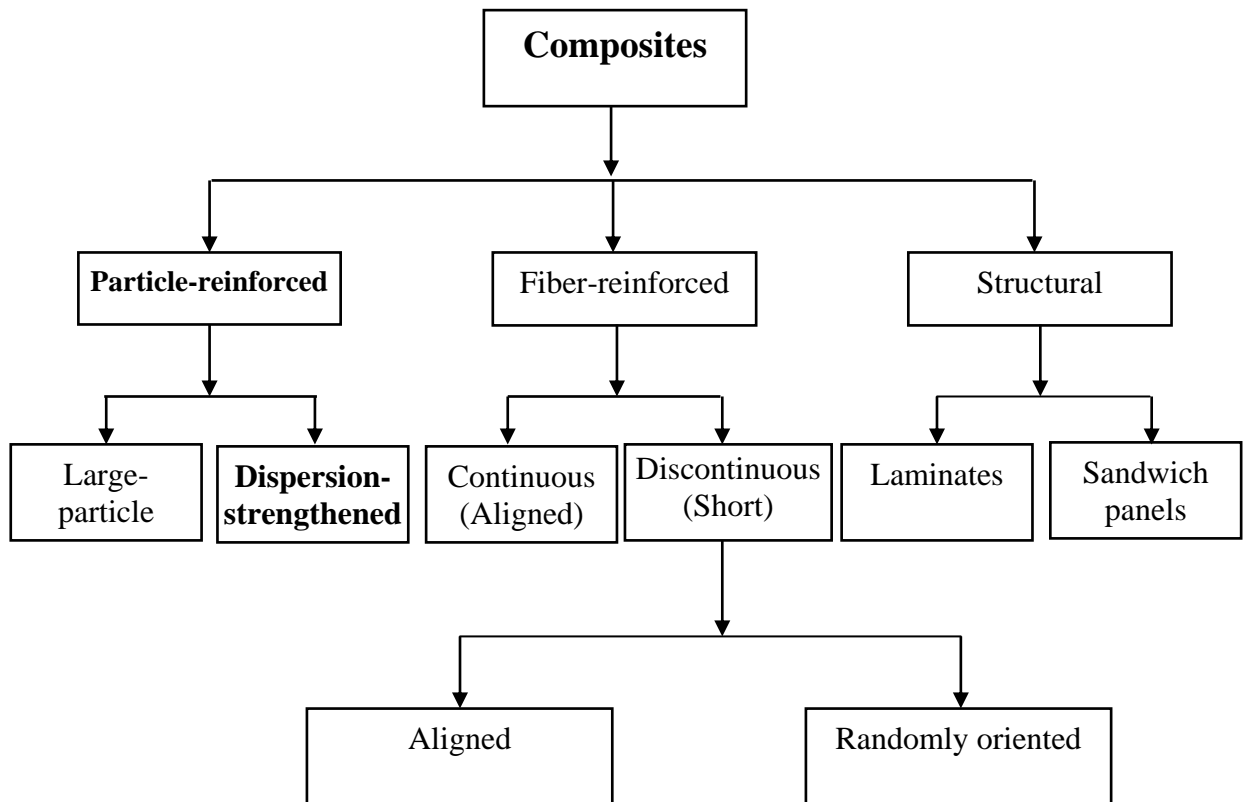 Composites
Particle-reinforced
Fiber-reinforced
Structural
Large-
particle
Dispersion-
strengthened
Continuous
(Aligned)
Discontinuous
(Short)
Laminates
Sandwich
panels
Aligned
Randomly oriented